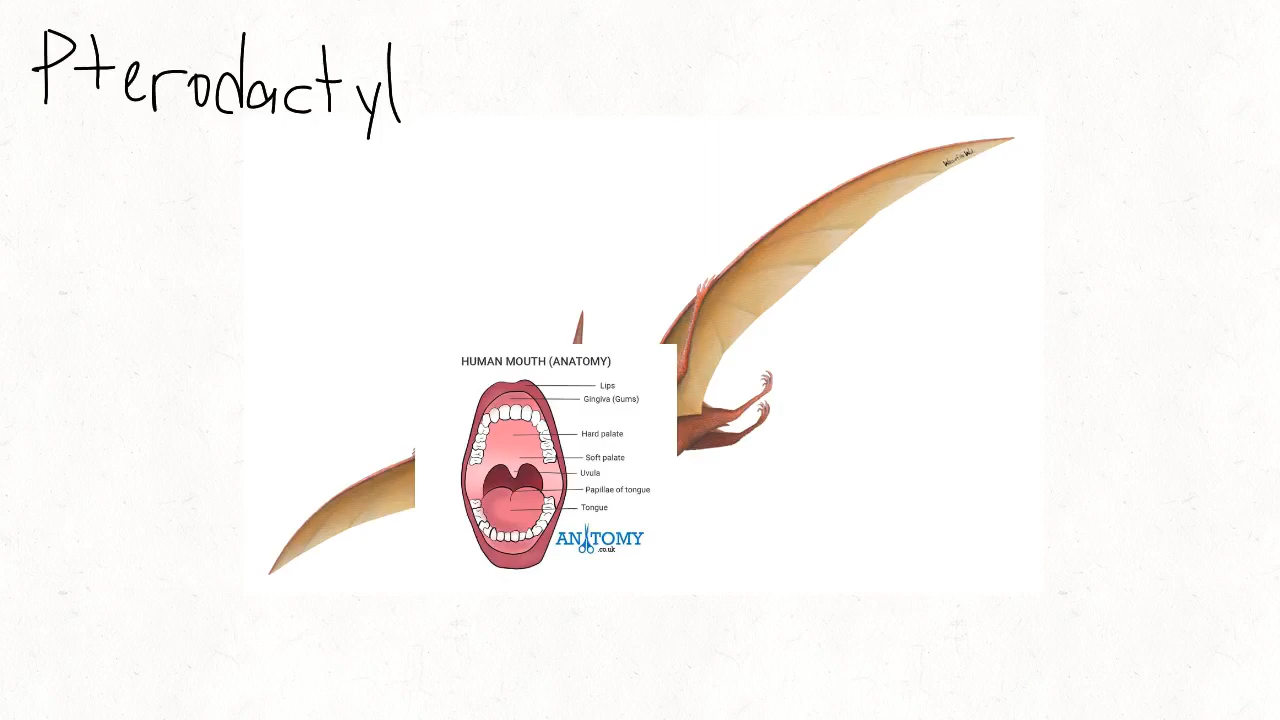 Pterodactyl
HUMAN MOUTH (ANATOMY)
Lips
Gingiva (Gums)
Hard palate
Soft palate
Uvula
Papillae of tongue
Tongue
ANATOMY
.co.uk